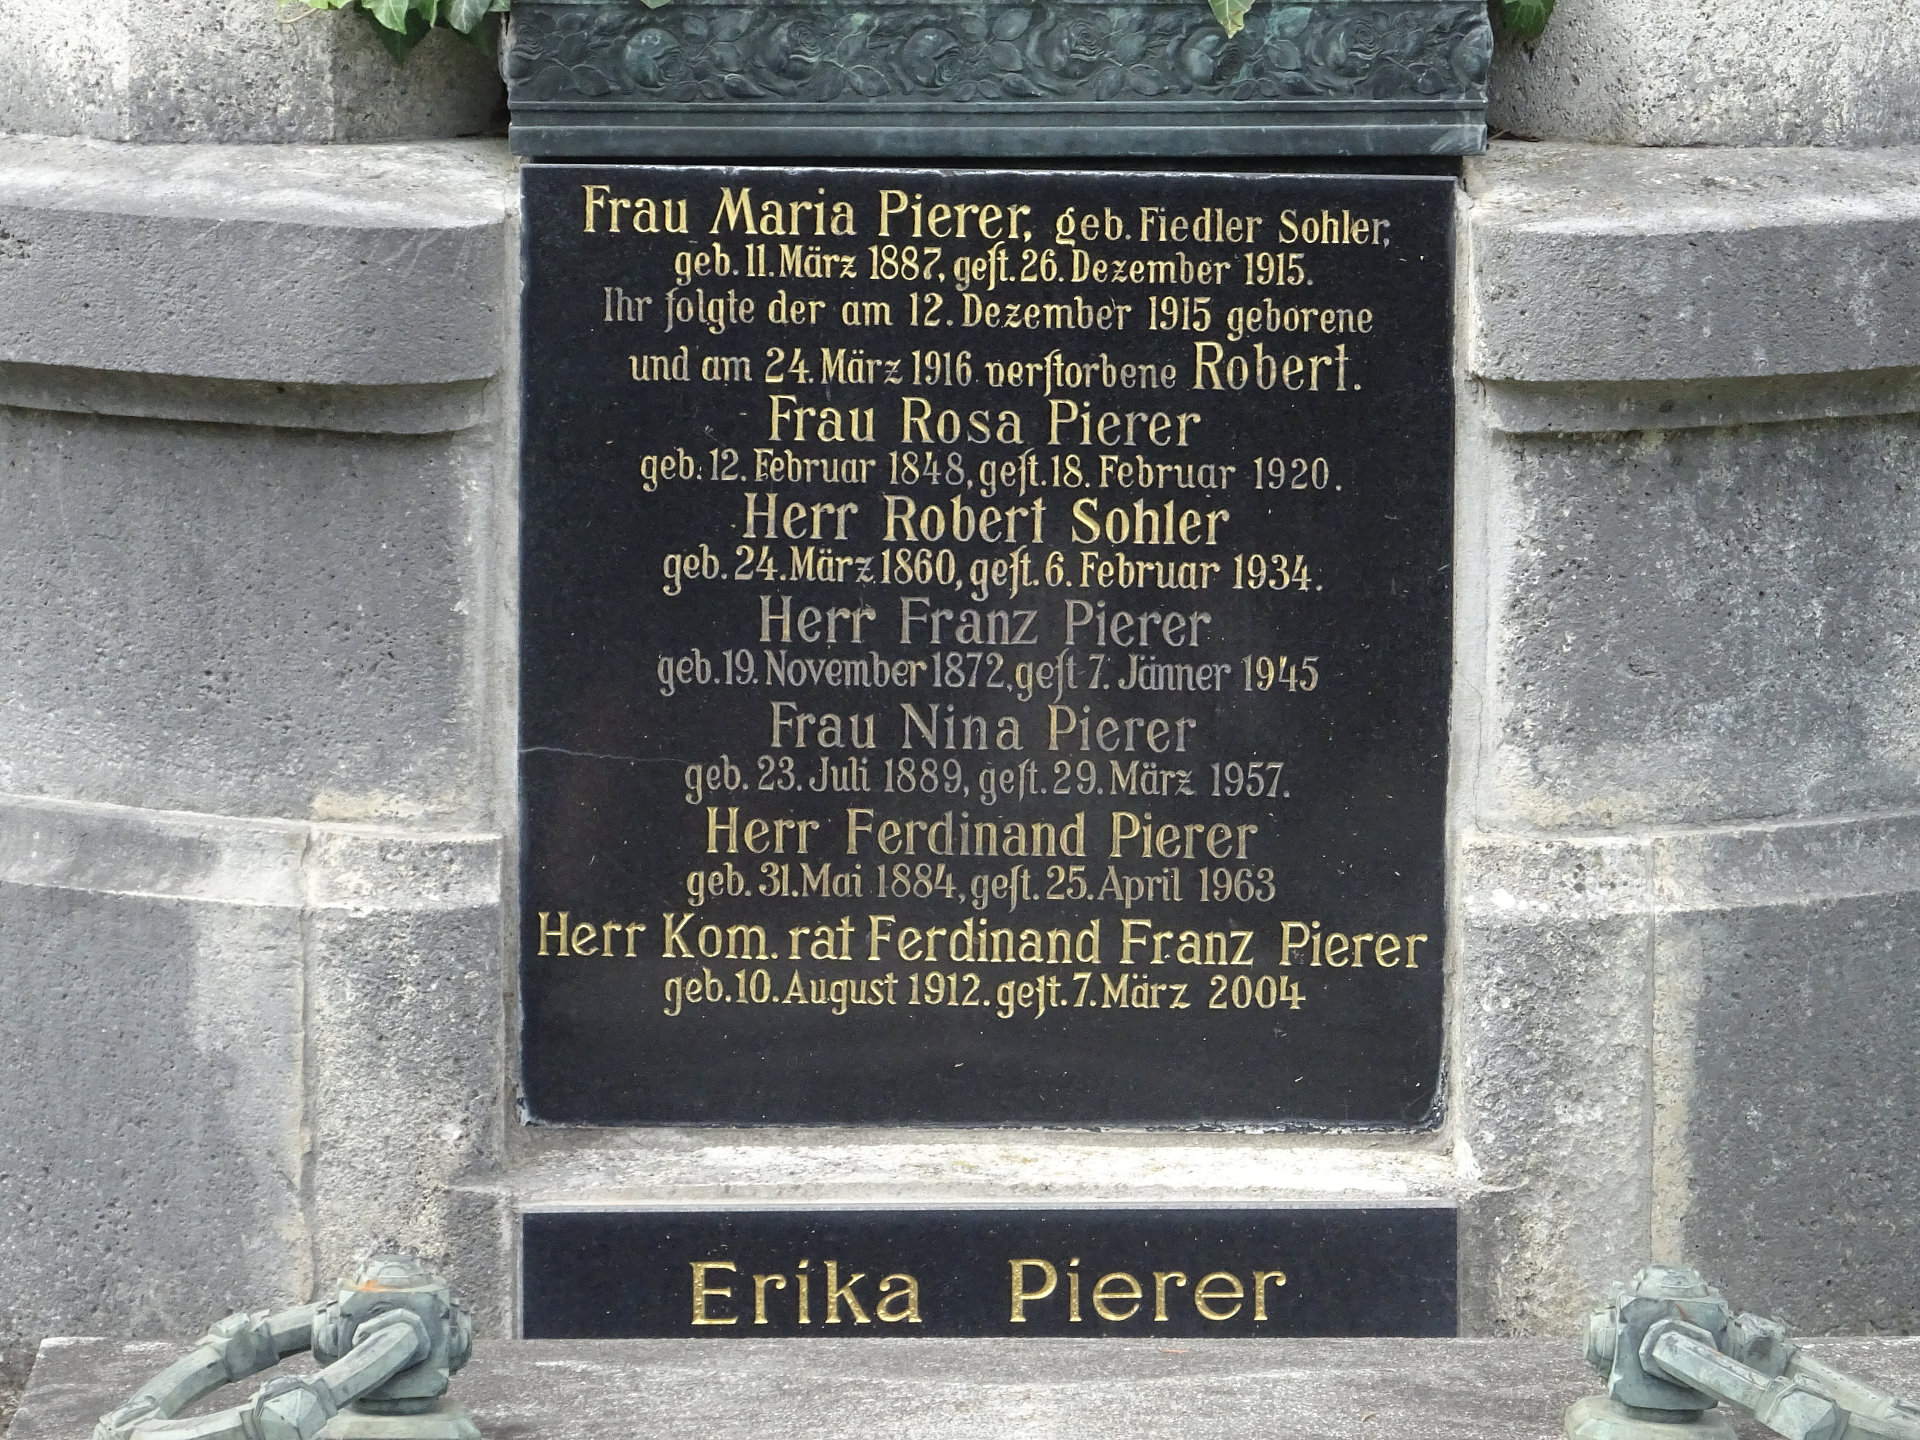 Frau Maria Pierer, geb. Fiedler Sohler,
geb. 11. März 1887, gest. 26. Dezember 1915.
Ihr folgte der am 12. Dezember 1915 geborene
und am 24. März 1916 verstorbene Robert.
Frau Rosa Pierer
geb. 12. Februar 1848, gest. 18. Februar 1920.
Herr Robert Sohler
geb. 24. März 1860, gest. 6. Februar 1934.
Herr Franz Pierer
geb. 19. November 1872, gest. 7. Jänner 1945
Frau Nina Pierer
geb. 23. Juli 1889, gest. 29. März 1957.
Herr Ferdinand Pierer
geb. 31. Mai 1884, gest. 25. April 1963
Herr Kom. rat Ferdinand Franz Pierer
geb. 10. August 1912. gest. 7. März 2004
Erika Pierer